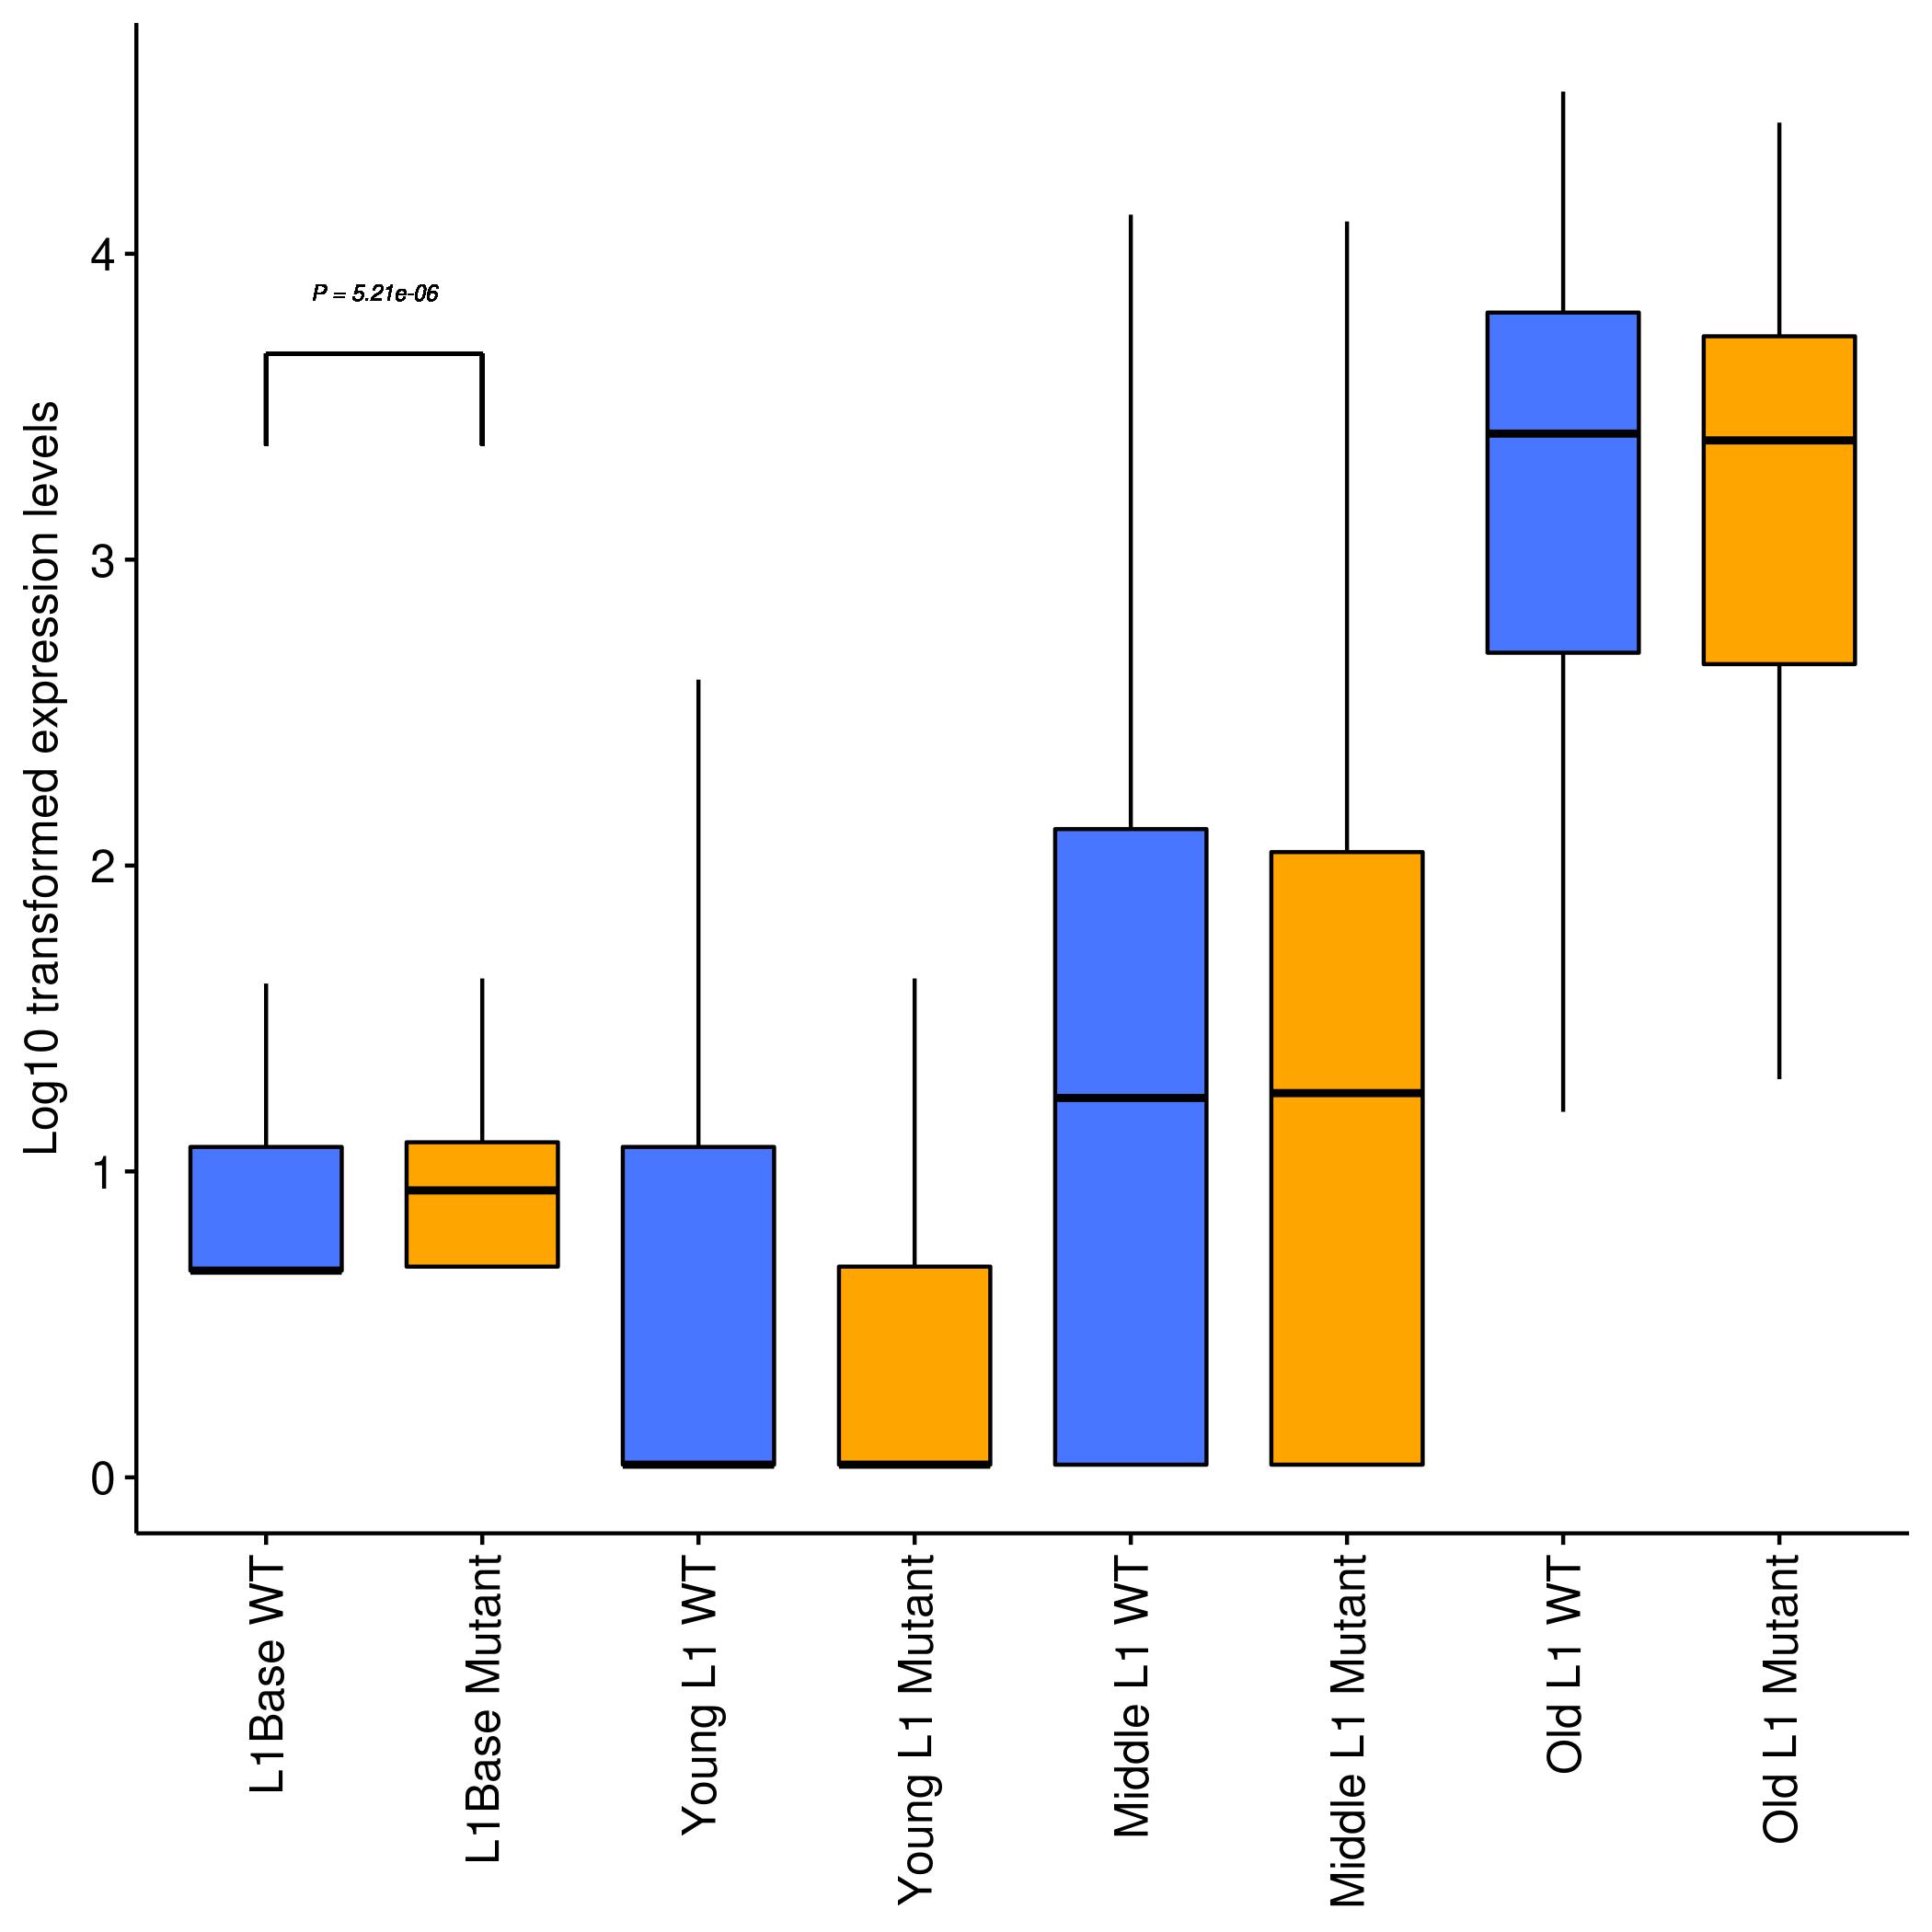 Log10 transformed expression levels
4
3
2
1
0
P = 5.21e-06
L1Base WT
L1Base Mutant
Young L1 WT
Young L1 Mutant
Middle L1 WT
Middle L1 Mutant
Old L1 WT
Old L1 Mutant